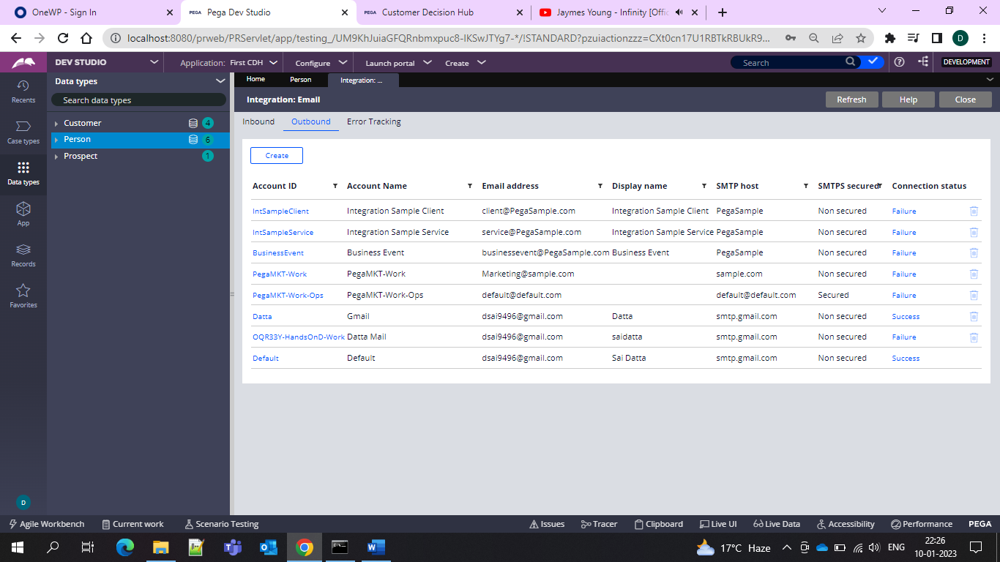 OneWP - Sign In
PEGA Pega Dev Studio
PEGA Customer Decision Hub
Jaymes Young - Infinity [Offic
localhost:8080/prweb/PRServlet/app/testing_/UM9KhJuiaGFQRnbmxpuc8-lKSwJTYg7-*/!STANDARD?pzuiactionzzz=CXt0cn17U1RBTkRBUkR9...
D
DEV STUDIO
Application: First CDH
Configure
Launch portal
Create
Search
DEVELOPMENT
Recents
Case types
Data types
App
Records
Favorites
D
Data types
Search data types
Customer 4
Person 6
Prospect 1
Home
Person
Integration: ...
Integration: Email
Refresh
Help
Close
Inbound
Outbound
Error Tracking
Create
Account ID Account Name Email address Display name SMTP host SMTPS secured Connection status
IntSampleClient Integration Sample Client client@PegaSample.com Integration Sample Client PegaSample Non secured Failure
IntSampleService Integration Sample Service service@PegaSample.com Integration Sample Service PegaSample Non secured Failure
BusinessEvent Business Event businessevent@PegaSample.com Business Event PegaSample Non secured Failure
PegaMKT-Work PegaMKT-Work Marketing@sample.com sample.com Non secured Failure
PegaMKT-Work-Ops PegaMKT-Work-Ops default@default.com default@default.com Secured Failure
Datta Gmail dsai9496@gmail.com Datta smtp.gmail.com Non secured Success
OQR33Y-HandsOnD-Work Datta Mail dsai9496@gmail.com saidatta smtp.gmail.com Non secured Failure
Default Default dsai9496@gmail.com Sai Datta smtp.gmail.com Non secured Success
Agile Workbench
Current work
Scenario Testing
Issues
Tracer
Clipboard
Live UI
Live Data
Accessibility
Performance
PEGA
17°C Haze
ENG
22:26
10-01-2023